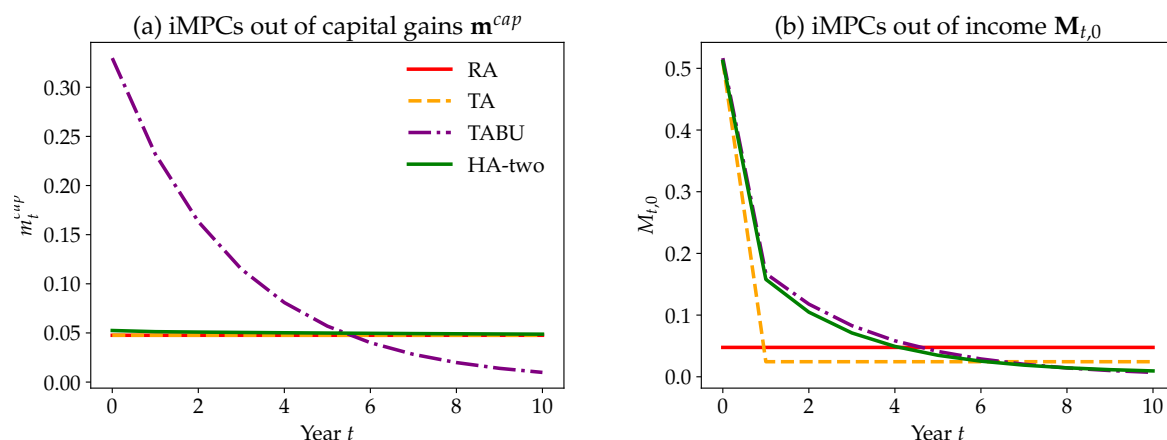 (a) iMPCs out of capital gains m^cap
0.30
0.25
0.20
0.15
0.10
0.05
0.00
m_t^cap
0 2 4 6 8 10
Year t
RA
TA
TABU
HA-two
(b) iMPCs out of income M_t,0
0.5
0.4
0.3
0.2
0.1
0.0
M_t,0
0 2 4 6 8 10
Year t